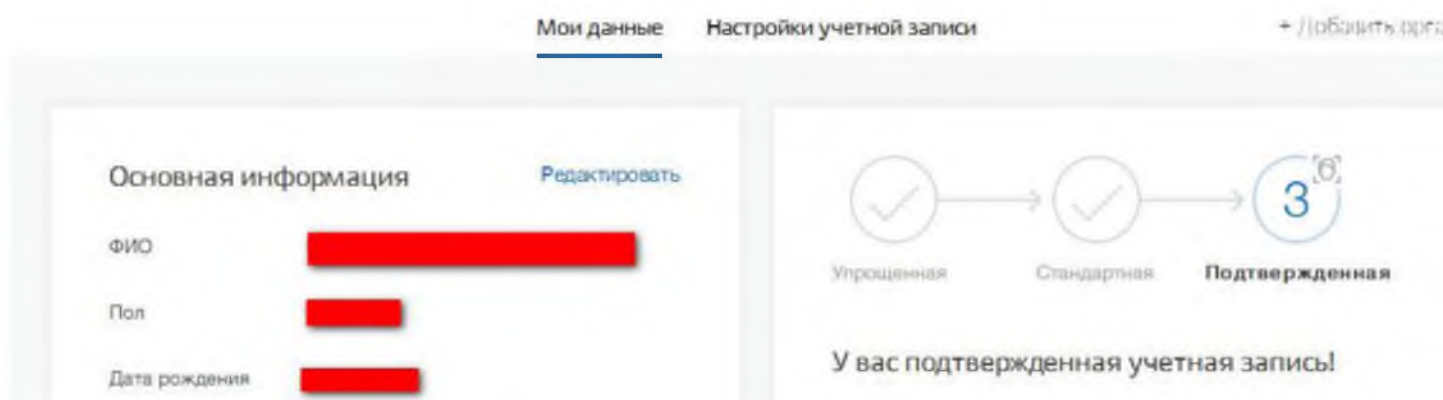 Мои данные Настройки учетной записи + Добавить
Основная информация Редактировать
ФИО
Пол
Дата рождения
3
Упрощенная Стандартная Подтвержденная
У вас подтвержденная учетная запись!